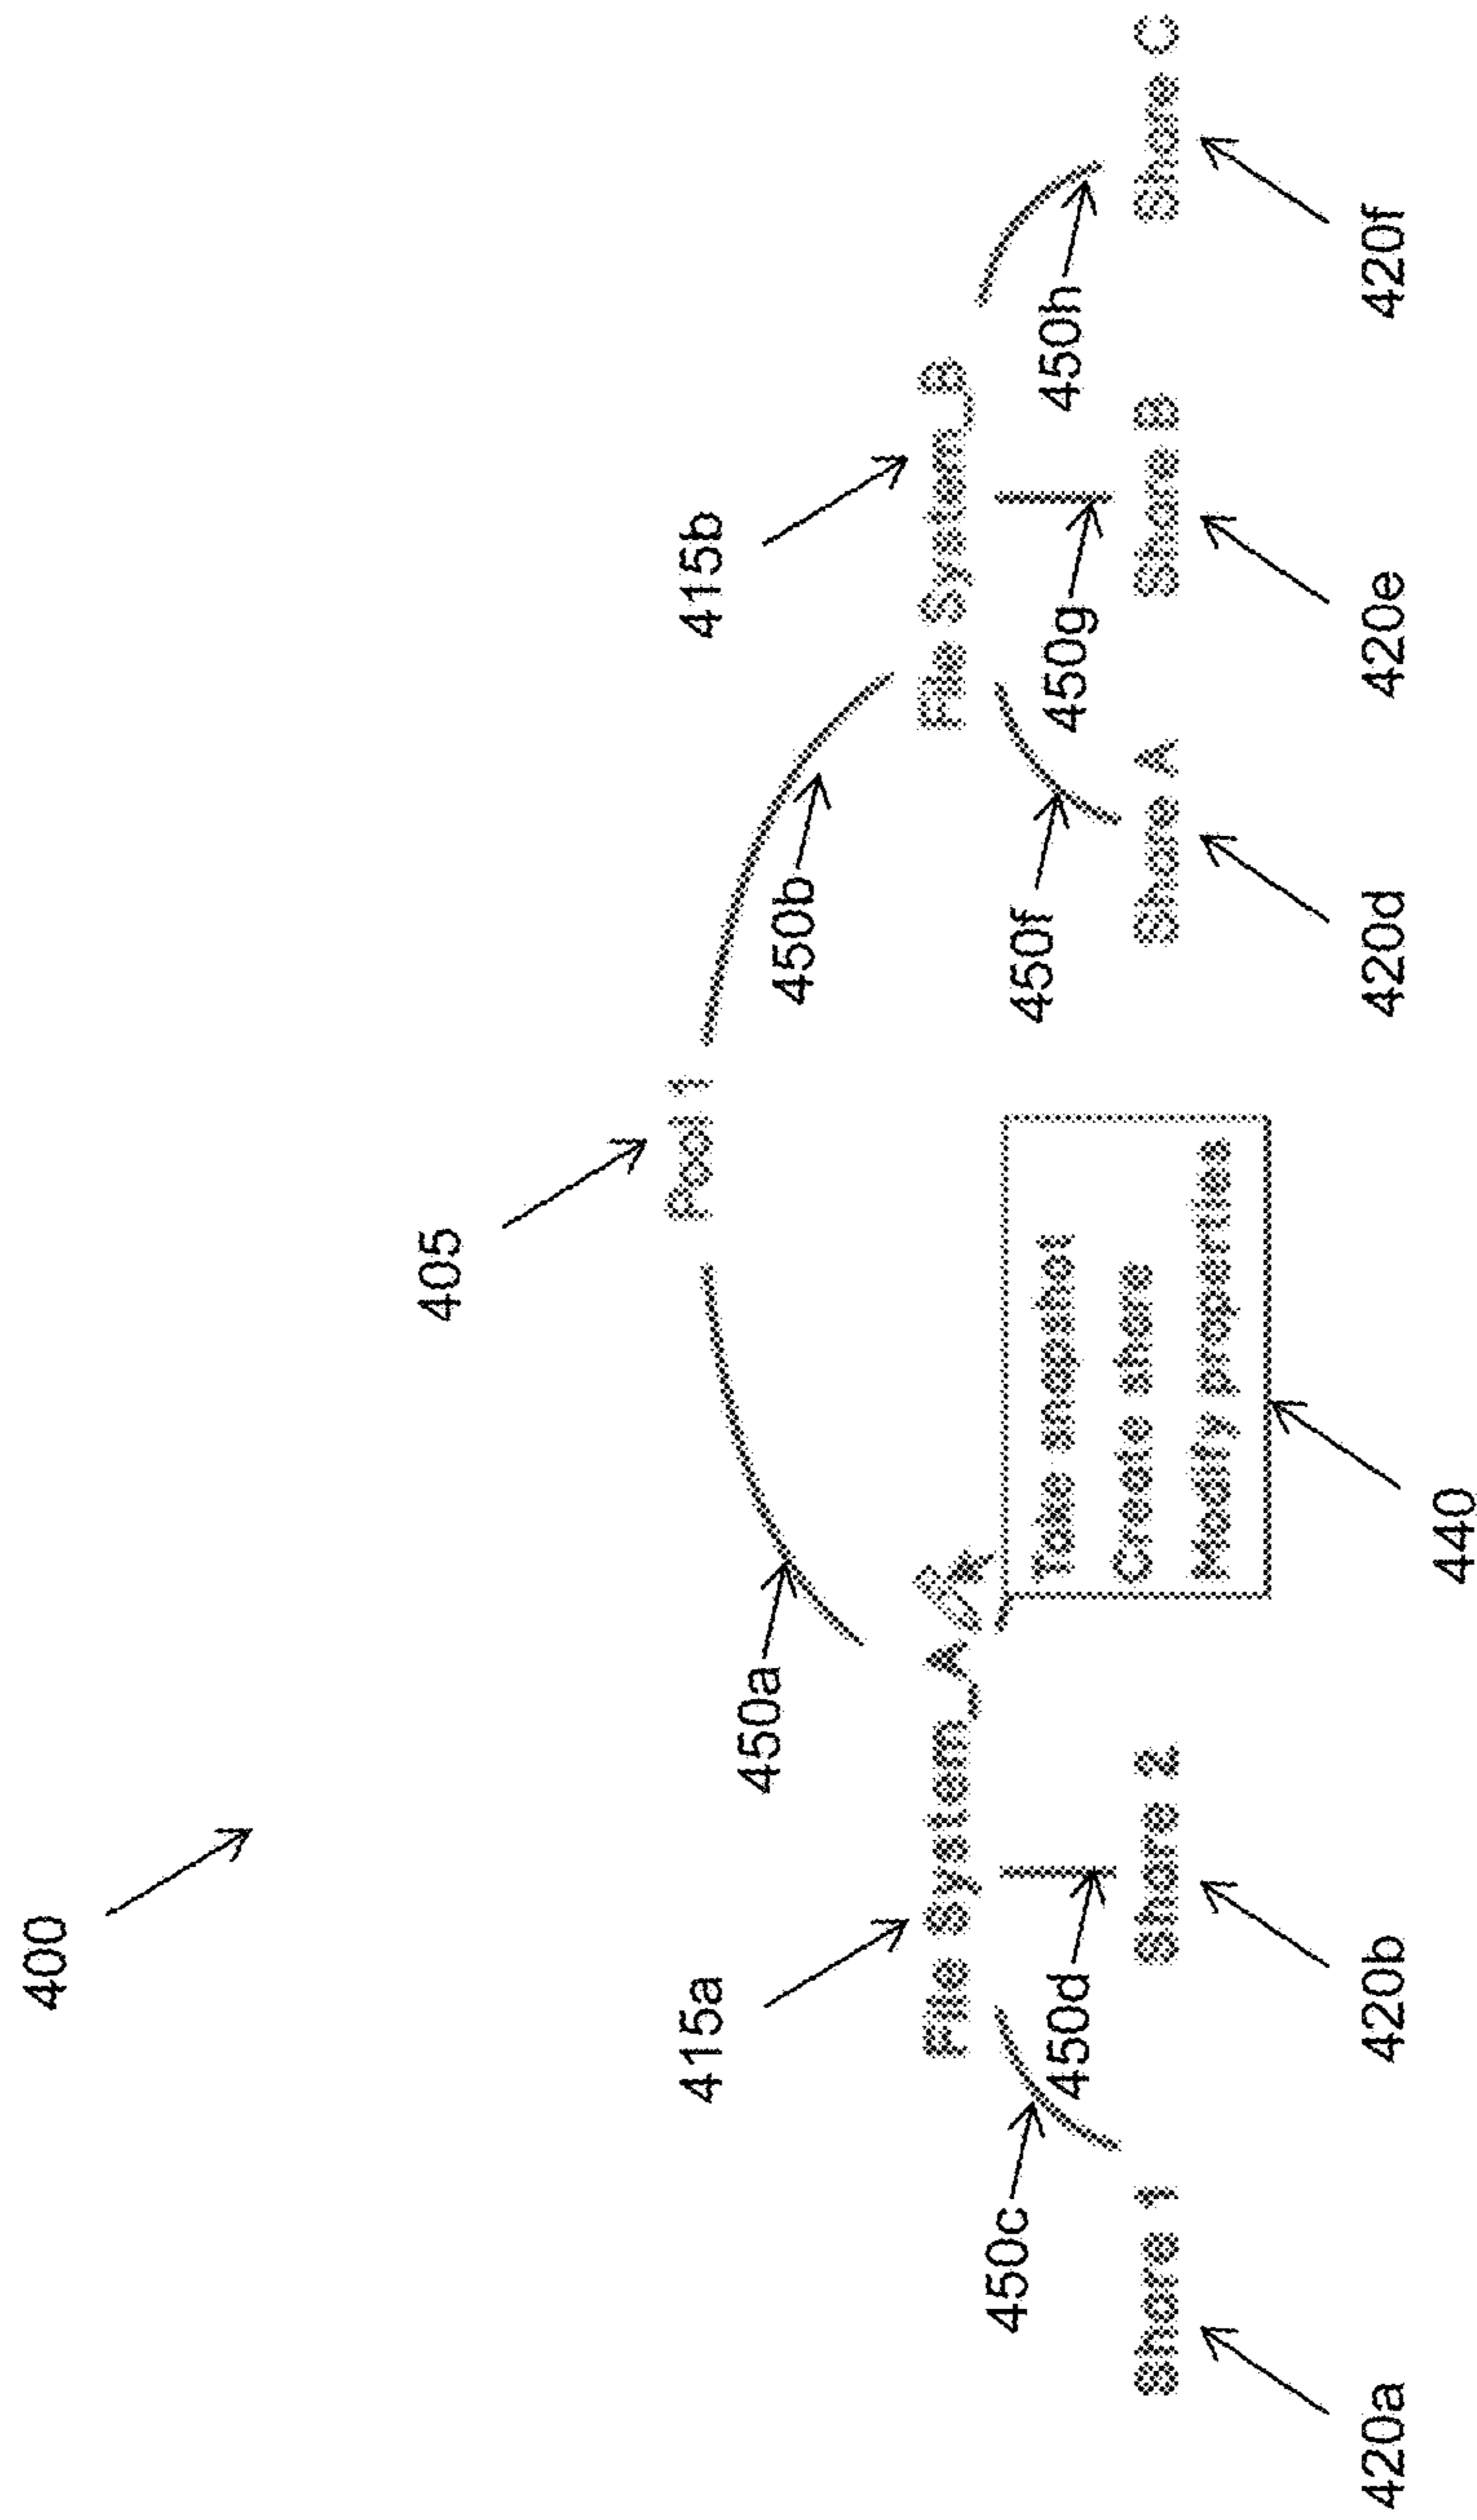 400
405
Pool 1
450a
450b
415a
415b
File System_A
File System_B
450c
450d
450f
450g
450h
Take snapshot
Create share
Modify properties
Share 1
Share 2
Share A
Share B
Share C
420a
420b
420d
420e
420f
440